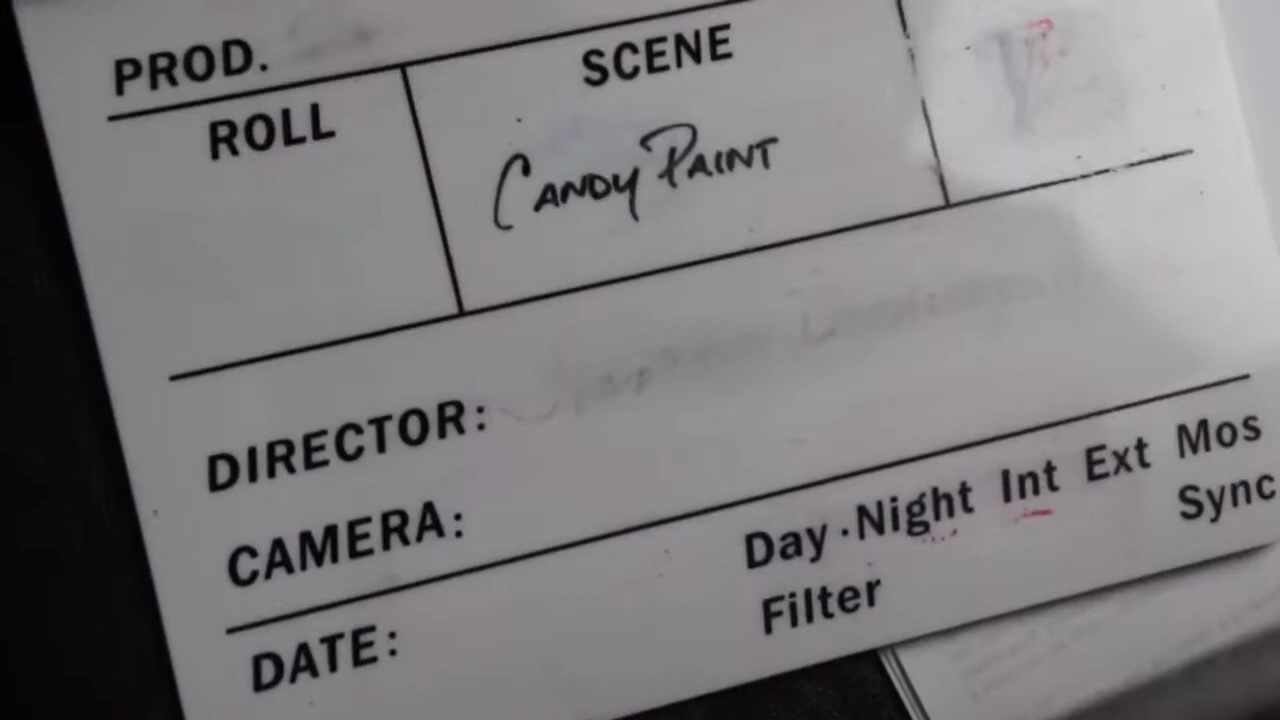 PROD.
ROLL
SCENE
CANDY PAINT
DIRECTOR:
CAMERA:
Day · Night Int Ext Mos
DATE:
Filter
Sync